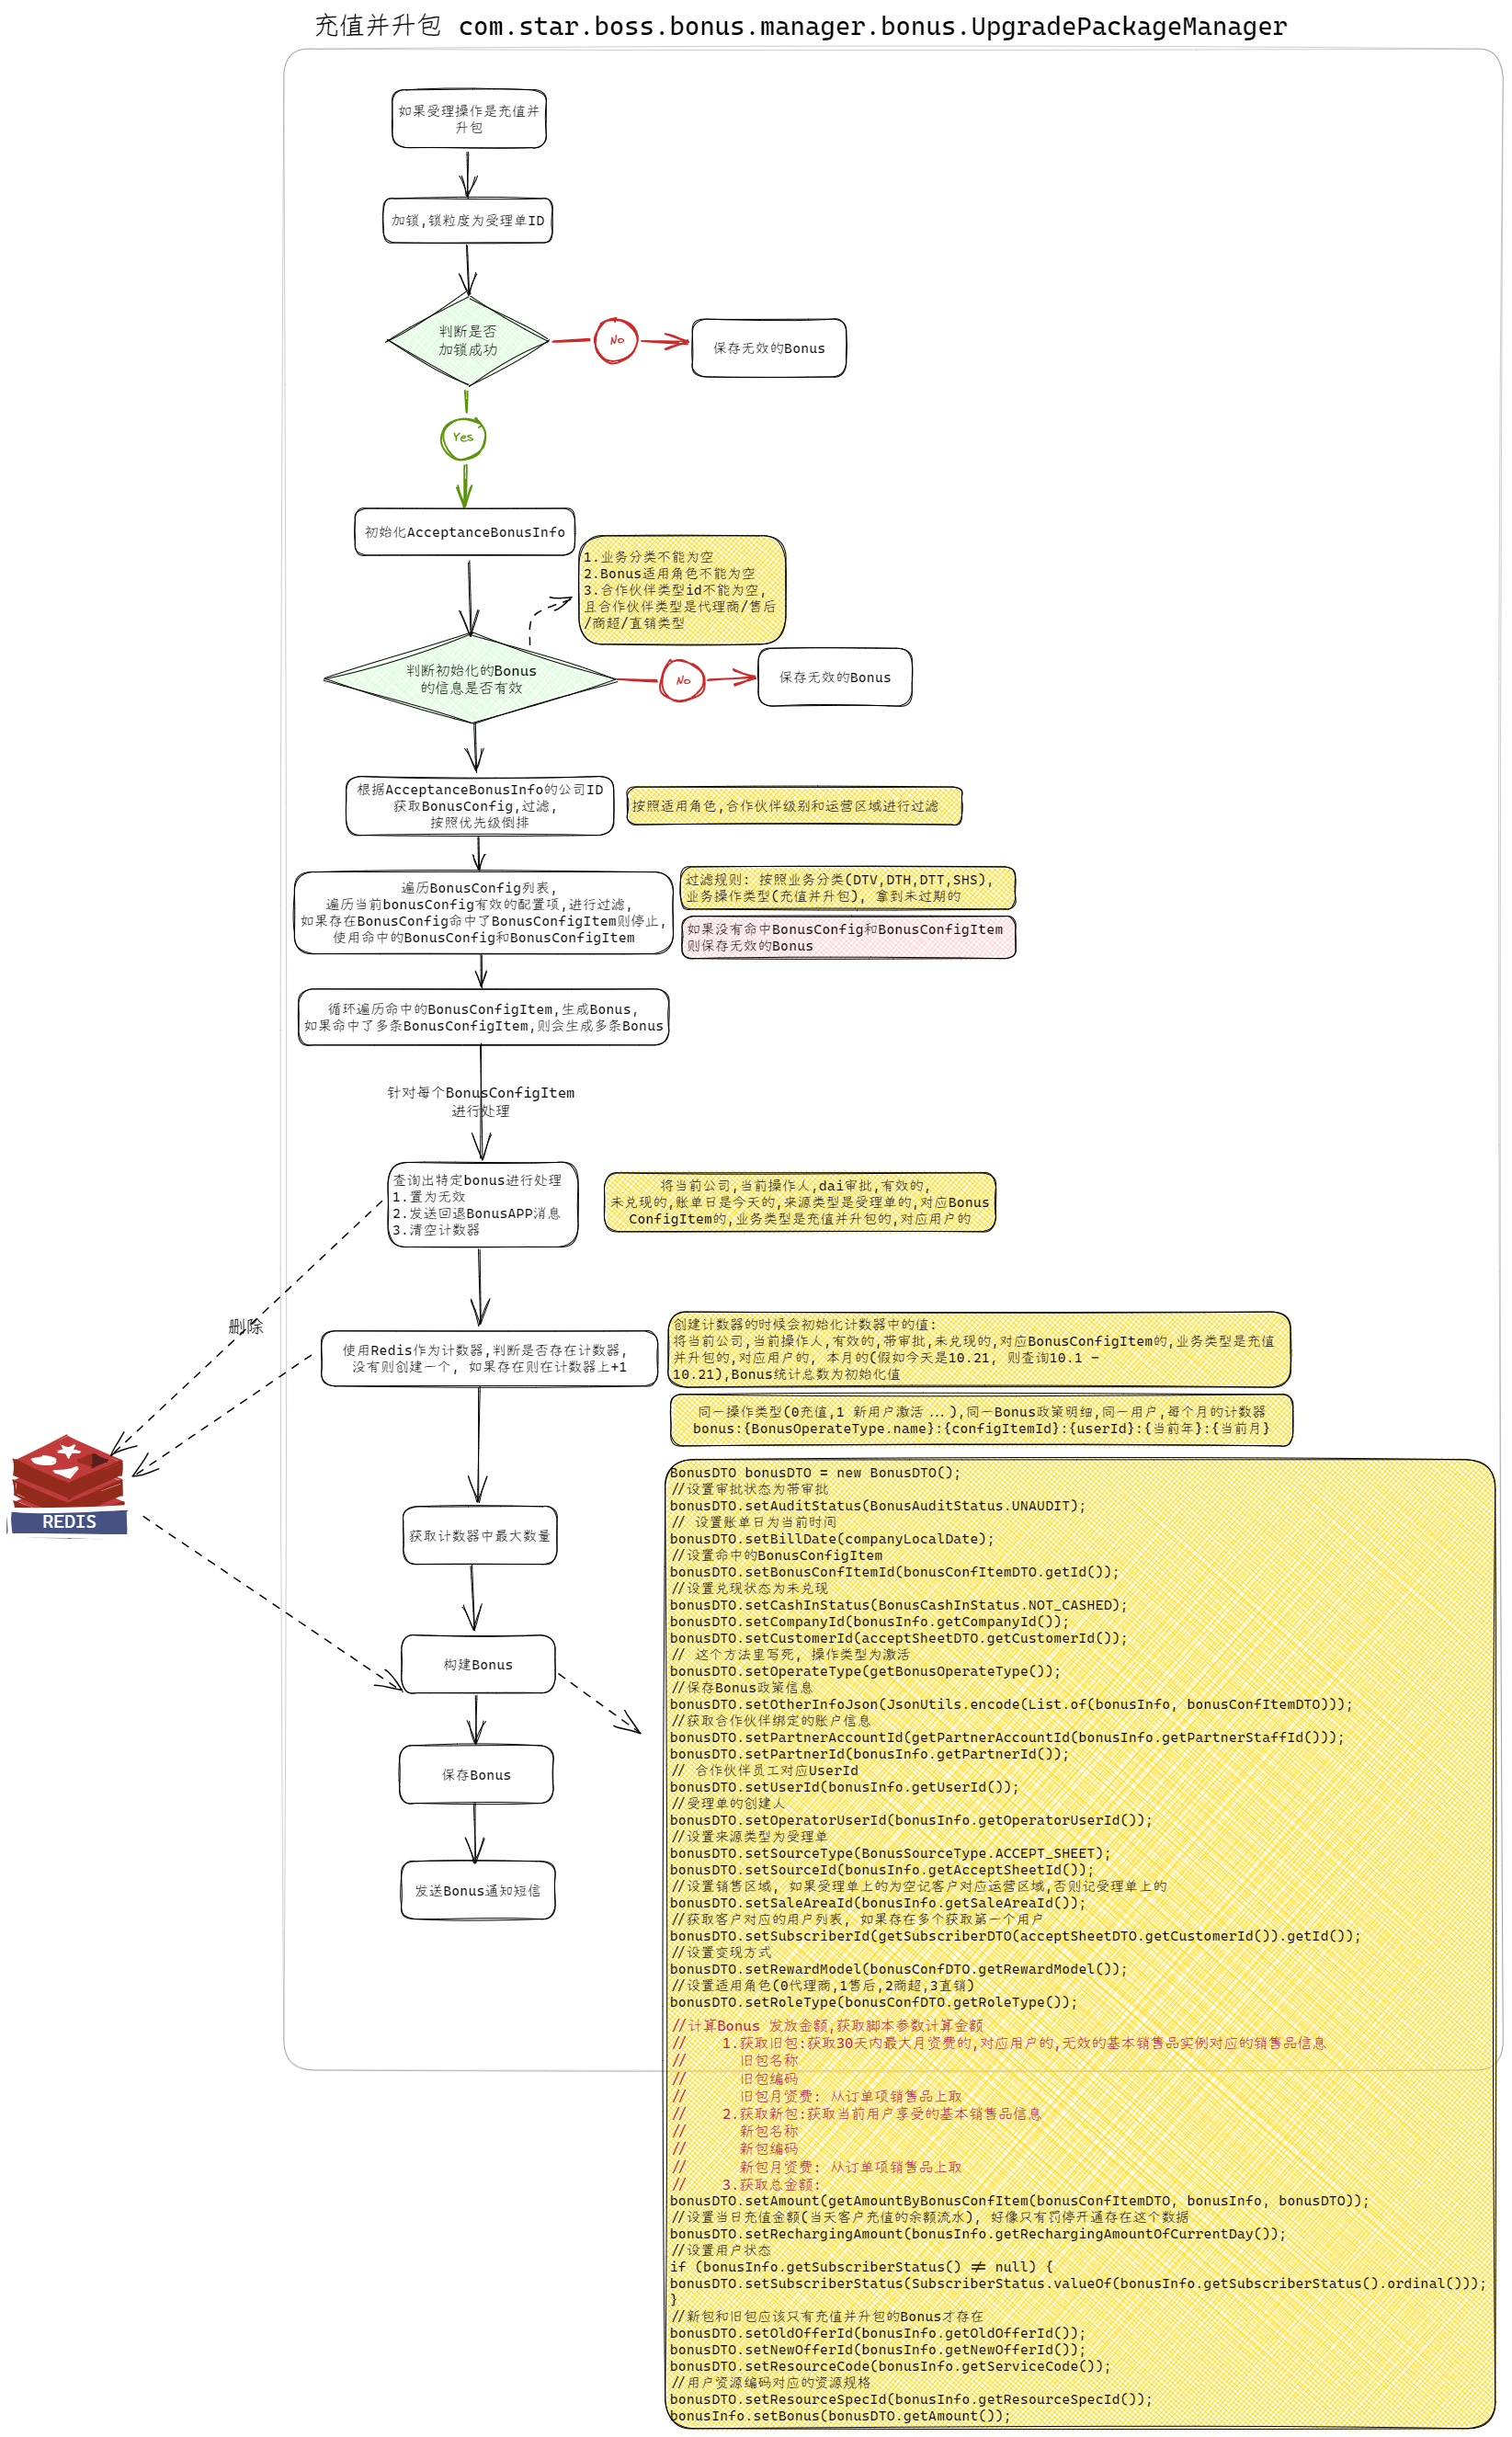 充值并升包 com.star.boss.bonus.manager.bonus.UpgradePackageManager
如果受理操作是充值并
升包
加锁,锁粒度为受理单ID
判断是否
加锁成功
No
保存无效的Bonus
Yes
初始化AcceptanceBonusInfo
1.业务分类不能为空
2.Bonus适用角色不能为空
3.合作伙伴类型id不能为空,
且合作伙伴类型是代理商/售后
/商超/直销类型
判断初始化的Bonus
的信息是否有效
No
保存无效的Bonus
根据AcceptanceBonusInfo的公司ID
获取BonusConfig,过滤,
按照优先级倒排
按照适用角色,合作伙伴级别和运营区域进行过滤
遍历BonusConfig列表,
遍历当前bonusConfig有效的配置项,进行过滤,
如果存在BonusConfig命中了BonusConfigItem则停止,
使用命中的BonusConfig和BonusConfigItem
过滤规则: 按照业务分类(DTV,DTH,DTT,SHS),
业务操作类型(充值并升包), 拿到未过期的
如果没有命中BonusConfig和BonusConfigItem
则保存无效的Bonus
循环遍历命中的BonusConfigItem,生成Bonus,
如果命中了多条BonusConfigItem,则会生成多条Bonus
针对每个BonusConfigItem
进行处理
查询出特定bonus进行处理
1.置为无效
2.发送回退BonusAPP消息
3.清空计数器
将当前公司,当前操作人,dai审批,有效的,
未兑现的,账单日是今天的,来源类型是受理单的,对应Bonus
ConfigItem的,业务类型是充值并升包的,对应用户的
删除
使用Redis作为计数器,判断是否存在计数器,
没有则创建一个, 如果存在则在计数器上+1
创建计数器的时候会初始化计数器中的值:
将当前公司,当前操作人,有效的,带审批,未兑现的,对应BonusConfigItem的,业务类型是充值
并升包的,对应用户的, 本月的(假如今天是10.21, 则查询10.1 -
10.21),Bonus统计总数为初始化值
同一操作类型(0充值,1 新用户激活 ...),同一Bonus政策明细,同一用户,每个月的计数器
bonus:{BonusOperateType.name}:{configItemId}:{userId}:{当前年}:{当前月}
REDIS
获取计数器中最大数量
构建Bonus
保存Bonus
发送Bonus通知短信
BonusDTO bonusDTO = new BonusDTO();
//设置审批状态为带审批
bonusDTO.setAuditStatus(BonusAuditStatus.UNAUDIT);
// 设置账单日为当前时间
bonusDTO.setBillDate(companyLocalDate);
//设置命中的BonusConfigItem
bonusDTO.setBonusConfItemId(bonusConfItemDTO.getId());
//设置兑现状态为未兑现
bonusDTO.setCashInStatus(BonusCashInStatus.NOT_CASHED);
bonusDTO.setCompanyId(bonusInfo.getCompanyId());
bonusDTO.setCustomerId(acceptSheetDTO.getCustomerId());
// 这个方法里写死, 操作类型为激活
bonusDTO.setOperateType(getBonusOperateType());
//保存Bonus政策信息
bonusDTO.setOtherInfoJson(JsonUtils.encode(List.of(bonusInfo, bonusConfItemDTO)));
//获取合作伙伴绑定的账户信息
bonusDTO.setPartnerAccountId(getPartnerAccountId(bonusInfo.getPartnerStaffId()));
bonusDTO.setPartnerId(bonusInfo.getPartnerId());
// 合作伙伴员工对应UserId
bonusDTO.setUserId(bonusInfo.getUserId());
//受理单的创建人
bonusDTO.setOperatorUserId(bonusInfo.getOperatorUserId());
//设置来源类型为受理单
bonusDTO.setSourceType(BonusSourceType.ACCEPT_SHEET);
bonusDTO.setSourceId(bonusInfo.getAcceptSheetId());
//设置销售区域, 如果受理单上的为空记客户对应运营区域,否则记受理单上的
bonusDTO.setSaleAreaId(bonusInfo.getSaleAreaId());
//获取客户对应的用户列表, 如果存在多个获取第一个用户
bonusDTO.setSubscriberId(getSubscriberDTO(acceptSheetDTO.getCustomerId()).getId());
//设置变现方式
bonusDTO.setRewardModel(bonusConfDTO.getRewardModel());
//设置适用角色(0代理商,1售后,2商超,3直销)
bonusDTO.setRoleType(bonusConfDTO.getRoleType());
//计算Bonus 发放金额,获取脚本参数计算金额
// 1.获取旧包:获取30天内最大月资费的,对应用户的,无效的基本销售品实例对应的销售品信息
// 旧包名称
// 旧包编码
// 旧包月资费: 从订单项销售品上取
// 2.获取新包:获取当前用户享受的基本销售品信息
// 新包名称
// 新包编码
// 新包月资费: 从订单项销售品上取
// 3.获取总金额:
bonusDTO.setAmount(getAmountByBonusConfItem(bonusConfItemDTO, bonusInfo, bonusDTO));
//设置当日充值金额(当天客户充值的余额流水), 好像只有罚停开通存在这个数据
bonusDTO.setRechargingAmount(bonusInfo.getRechargingAmountOfCurrentDay());
//设置用户状态
if (bonusInfo.getSubscriberStatus() ≠ null) {
bonusDTO.setSubscriberStatus(SubscriberStatus.valueOf(bonusInfo.getSubscriberStatus().ordinal()));
}
//新包和旧包应该只有充值并升包的Bonus才存在
bonusDTO.setOldOfferId(bonusInfo.getOldOfferId());
bonusDTO.setNewOfferId(bonusInfo.getNewOfferId());
bonusDTO.setResourceCode(bonusInfo.getServiceCode());
//用户资源编码对应的资源规格
bonusDTO.setResourceSpecId(bonusInfo.getResourceSpecId());
bonusInfo.setBonus(bonusDTO.getAmount());